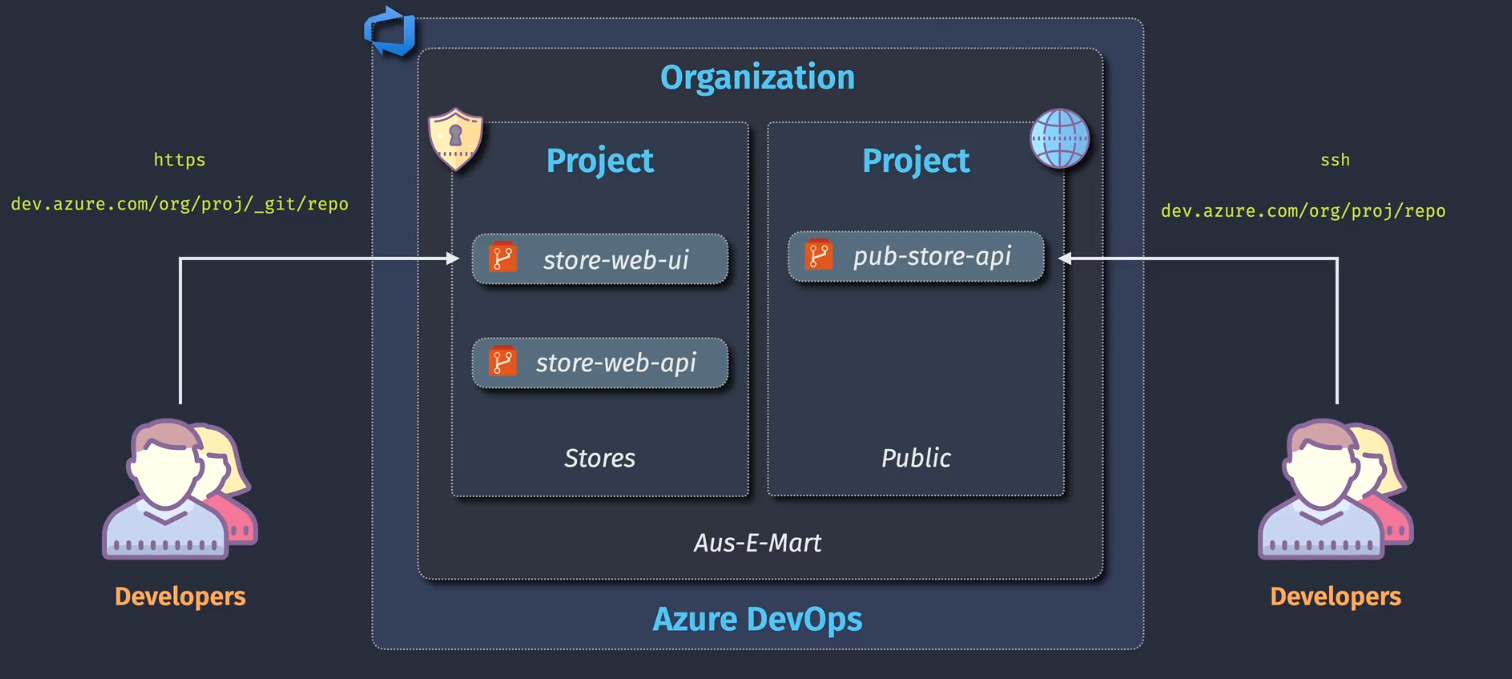 Organization
Project
Project
https
dev.azure.com/org/proj/_git/repo
ssh
dev.azure.com/org/proj/repo
store-web-ui
pub-store-api
store-web-api
Stores
Public
Aus-E-Mart
Developers
Azure DevOps
Developers